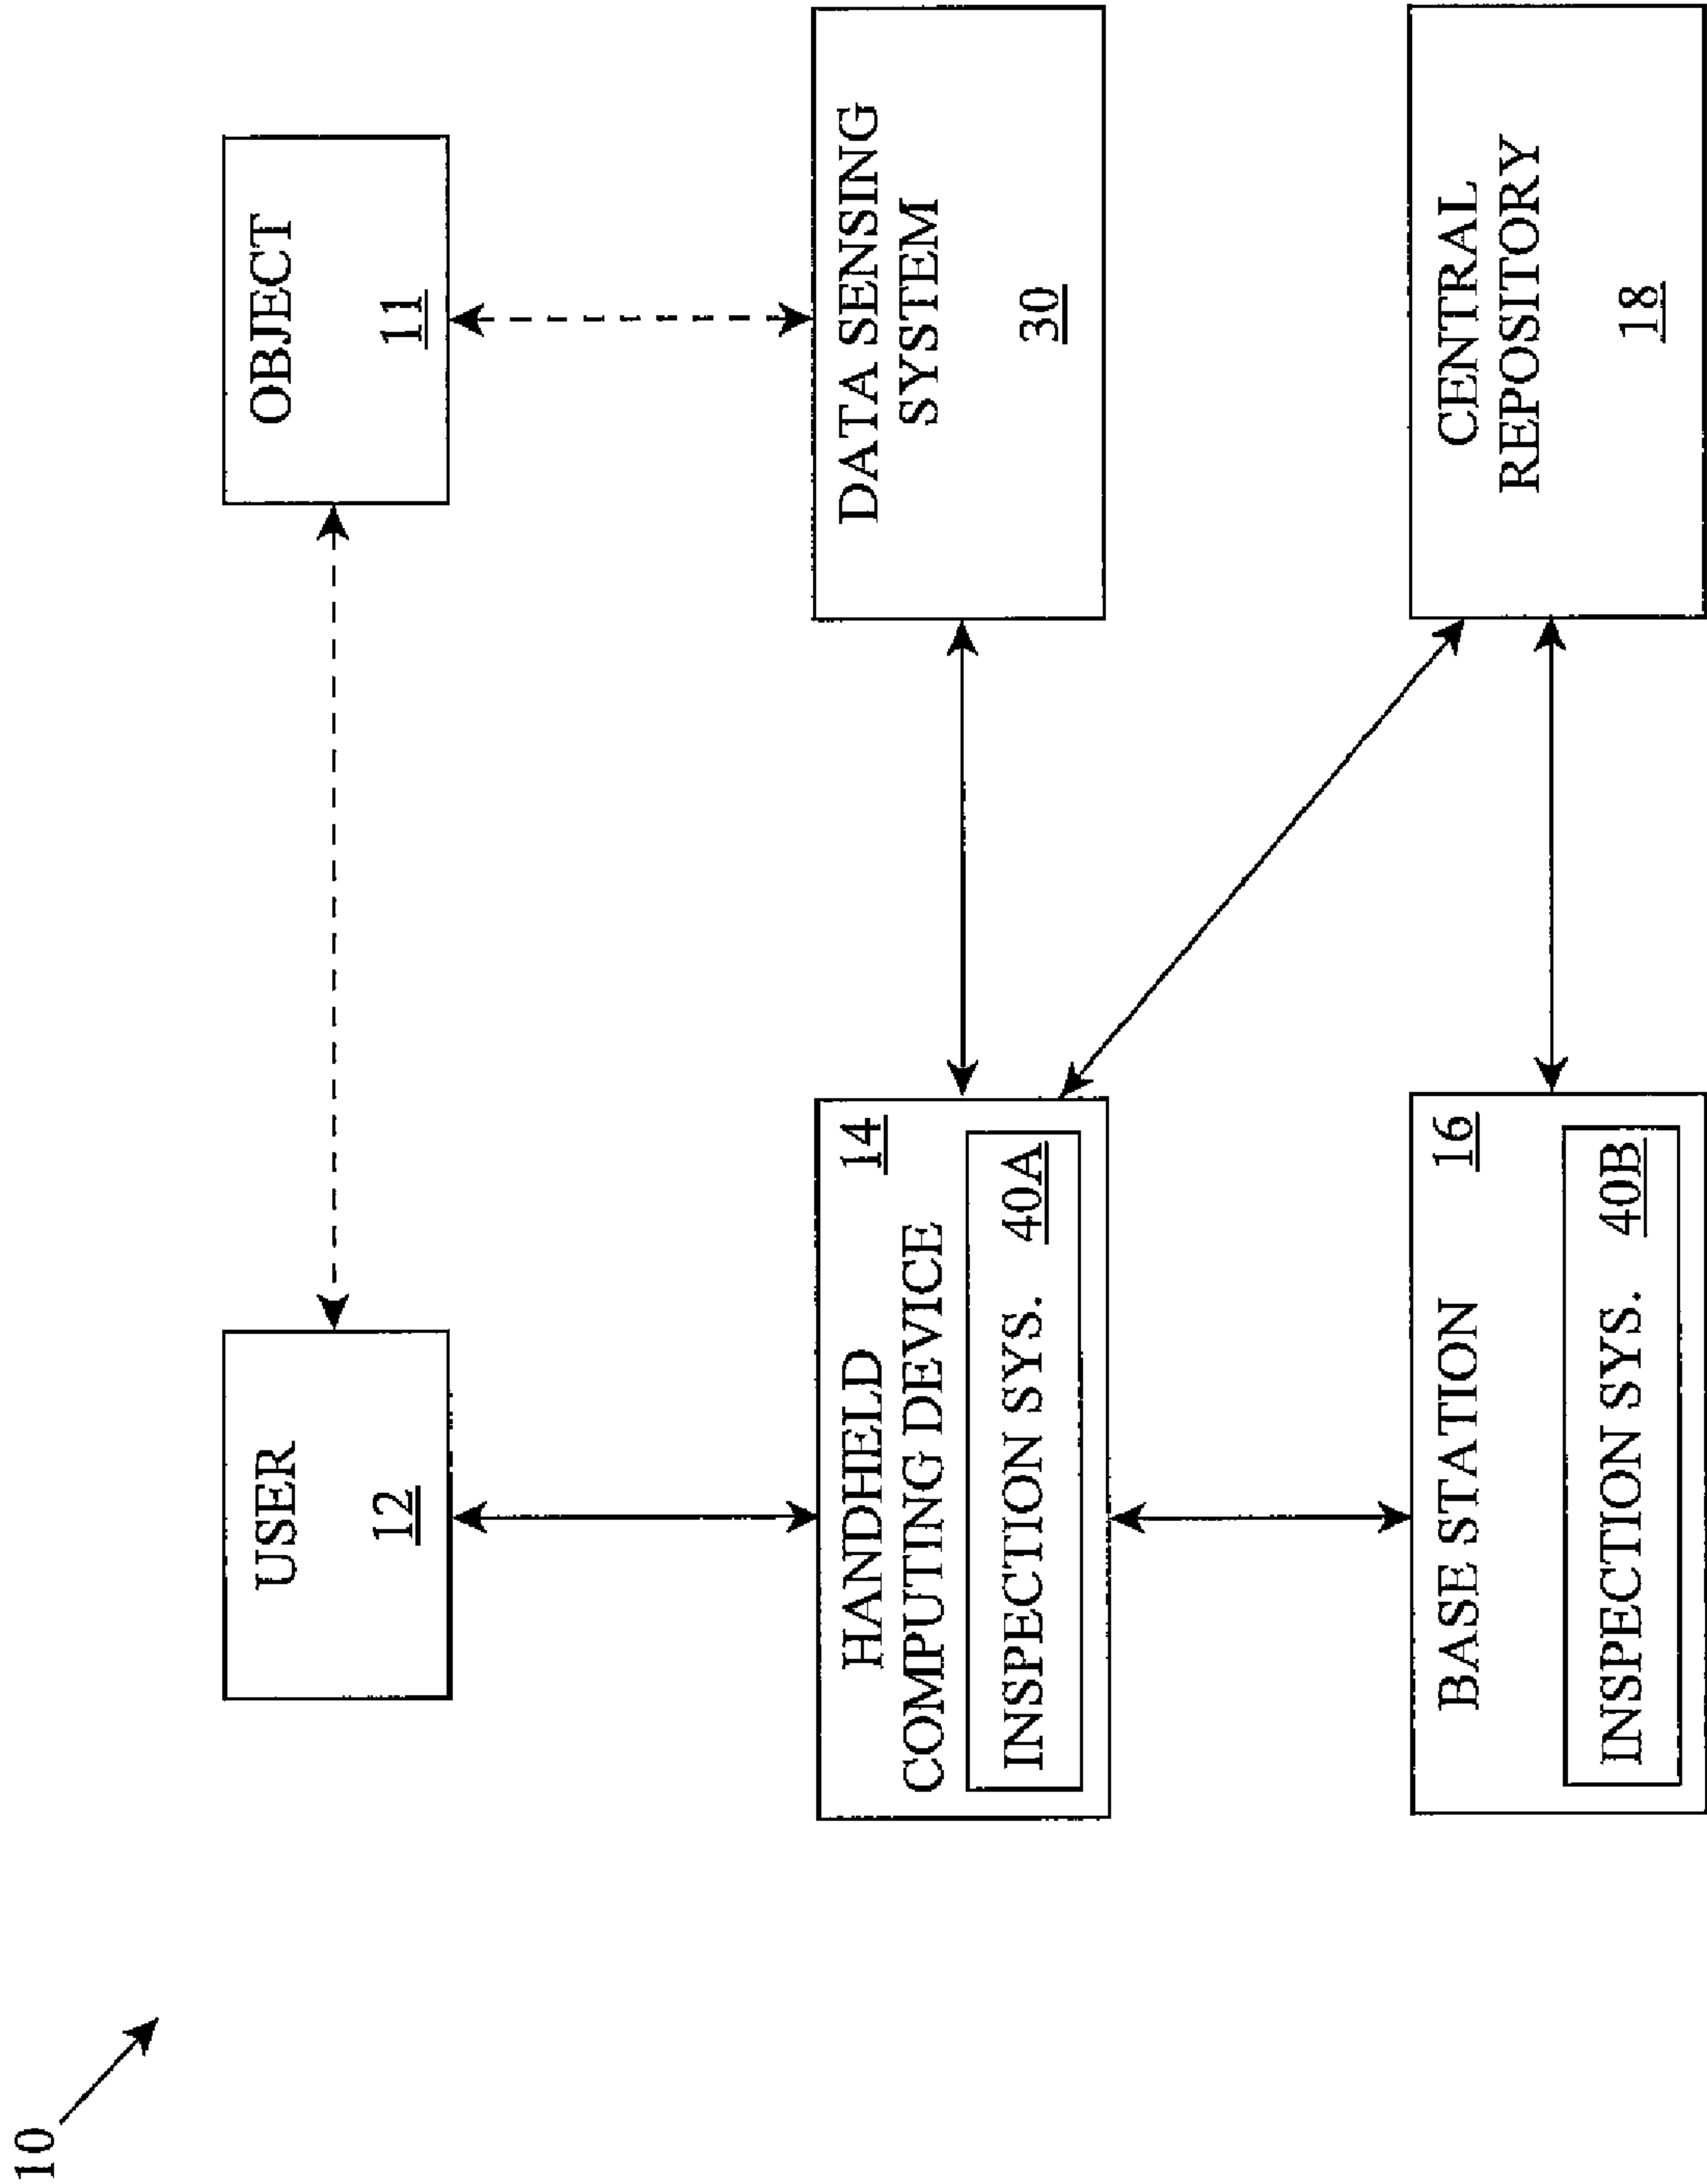 10
USER
12
OBJECT
11
HANDHELD
COMPUTING DEVICE
14
INSPECTION SYS. 40A
DATA SENSING
SYSTEM
30
BASE STATION
16
INSPECTION SYS. 40B
CENTRAL
REPOSITORY
18